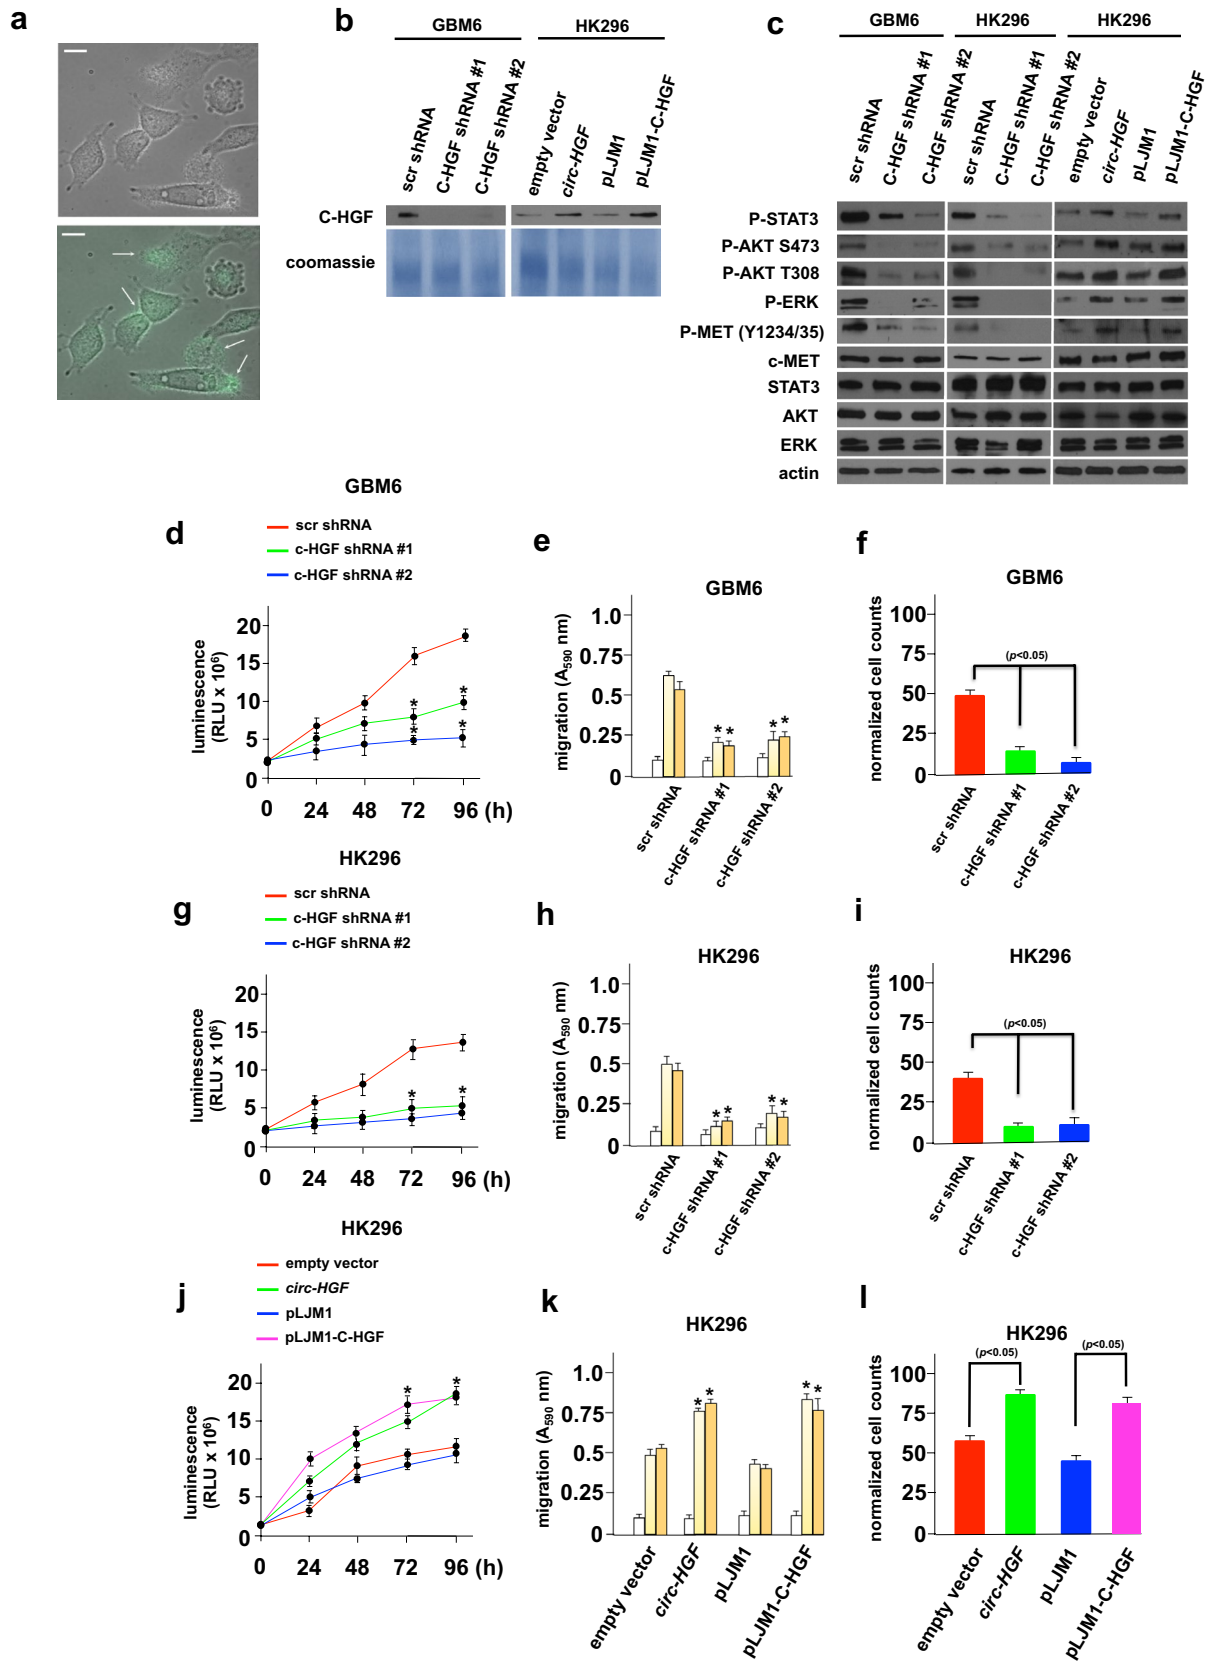 a
b
GBM6
HK296
scr shRNA
C-HGF shRNA #1
C-HGF shRNA #2
empty vector
circ-HGF
pLJM1
pLJM1-C-HGF
C-HGF
coomassie
c
GBM6
HK296
HK296
scr shRNA
C-HGF shRNA #1
C-HGF shRNA #2
scr shRNA
C-HGF shRNA #1
C-HGF shRNA #2
empty vector
circ-HGF
pLJM1
pLJM1-C-HGF
P-STAT3
P-AKT S473
P-AKT T308
P-ERK
P-MET (Y1234/35)
c-MET
STAT3
AKT
ERK
actin
d
GBM6
scr shRNA
c-HGF shRNA #1
c-HGF shRNA #2
luminescence
(RLU x 10⁶)
20
15
10
5
0
* *
* *
0 24 48 72 96 (h)
e
GBM6
migration (A₅₉₀ nm)
1.0
0.75
0.5
0.25
0
* * * *
scr shRNA
c-HGF shRNA #1
c-HGF shRNA #2
f
GBM6
normalized cell counts
100
75
50
25
0
(p<0.05)
scr shRNA
c-HGF shRNA #1
c-HGF shRNA #2
g
HK296
scr shRNA
c-HGF shRNA #1
c-HGF shRNA #2
luminescence
(RLU x 10⁶)
20
15
10
5
0
* *
0 24 48 72 96 (h)
h
HK296
migration (A₅₉₀ nm)
1.0
0.75
0.5
0.25
0
* * * *
scr shRNA
c-HGF shRNA #1
c-HGF shRNA #2
i
HK296
normalized cell counts
100
75
50
25
0
(p<0.05)
scr shRNA
c-HGF shRNA #1
c-HGF shRNA #2
j
HK296
empty vector
circ-HGF
pLJM1
pLJM1-C-HGF
luminescence
(RLU x 10⁶)
20
15
10
5
0
* *
0 24 48 72 96 (h)
k
HK296
migration (A₅₉₀ nm)
1.0
0.75
0.5
0.25
0
* * * *
empty vector
circ-HGF
pLJM1
pLJM1-C-HGF
l
HK296
normalized cell counts
100
75
50
25
0
(p<0.05)
(p<0.05)
empty vector
circ-HGF
pLJM1
pLJM1-C-HGF